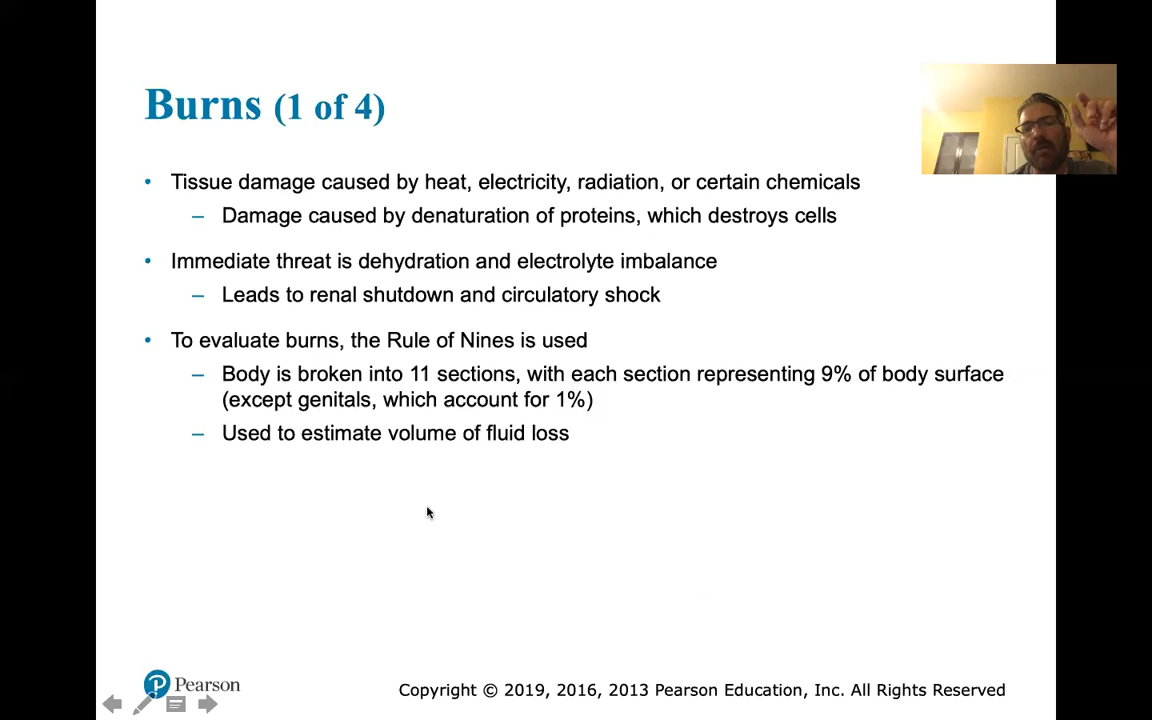 Burns (1 of 4)
• Tissue damage caused by heat, electricity, radiation, or certain chemicals
– Damage caused by denaturation of proteins, which destroys cells
• Immediate threat is dehydration and electrolyte imbalance
– Leads to renal shutdown and circulatory shock
• To evaluate burns, the Rule of Nines is used
– Body is broken into 11 sections, with each section representing 9% of body surface
(except genitals, which account for 1%)
– Used to estimate volume of fluid loss
P Pearson
Copyright © 2019, 2016, 2013 Pearson Education, Inc. All Rights Reserved